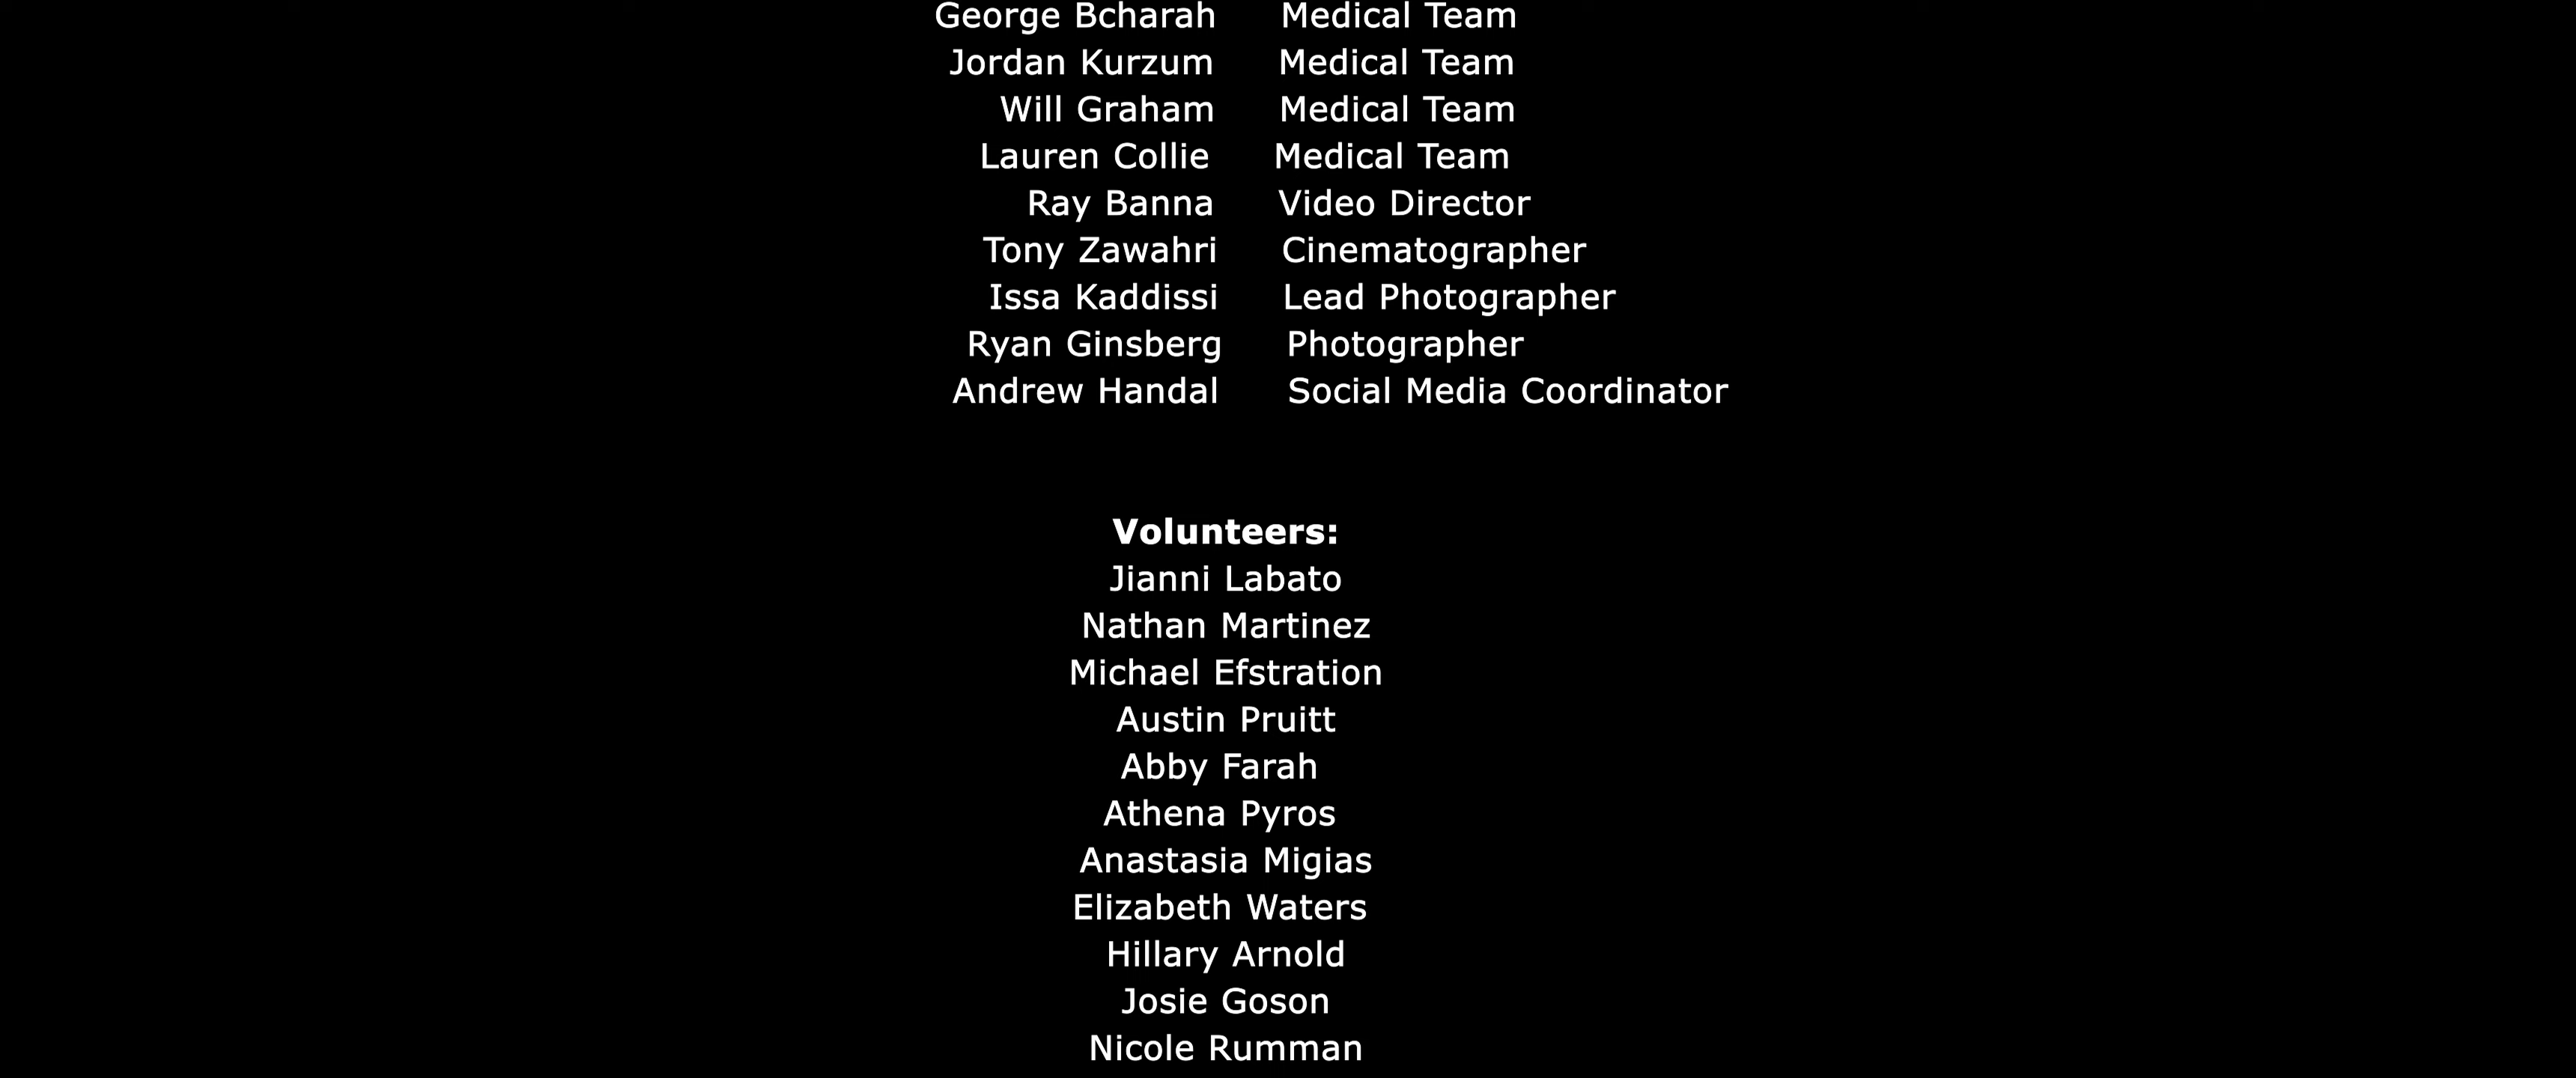 George Bcharah Medical Team
Jordan Kurzum Medical Team
Will Graham Medical Team
Lauren Collie Medical Team
Ray Banna Video Director
Tony Zawahri Cinematographer
Issa Kaddissi Lead Photographer
Ryan Ginsberg Photographer
Andrew Handal Social Media Coordinator
Volunteers:
Jianni Labato
Nathan Martinez
Michael Efstration
Austin Pruitt
Abby Farah
Athena Pyros
Anastasia Migias
Elizabeth Waters
Hillary Arnold
Josie Goson
Nicole Rumman